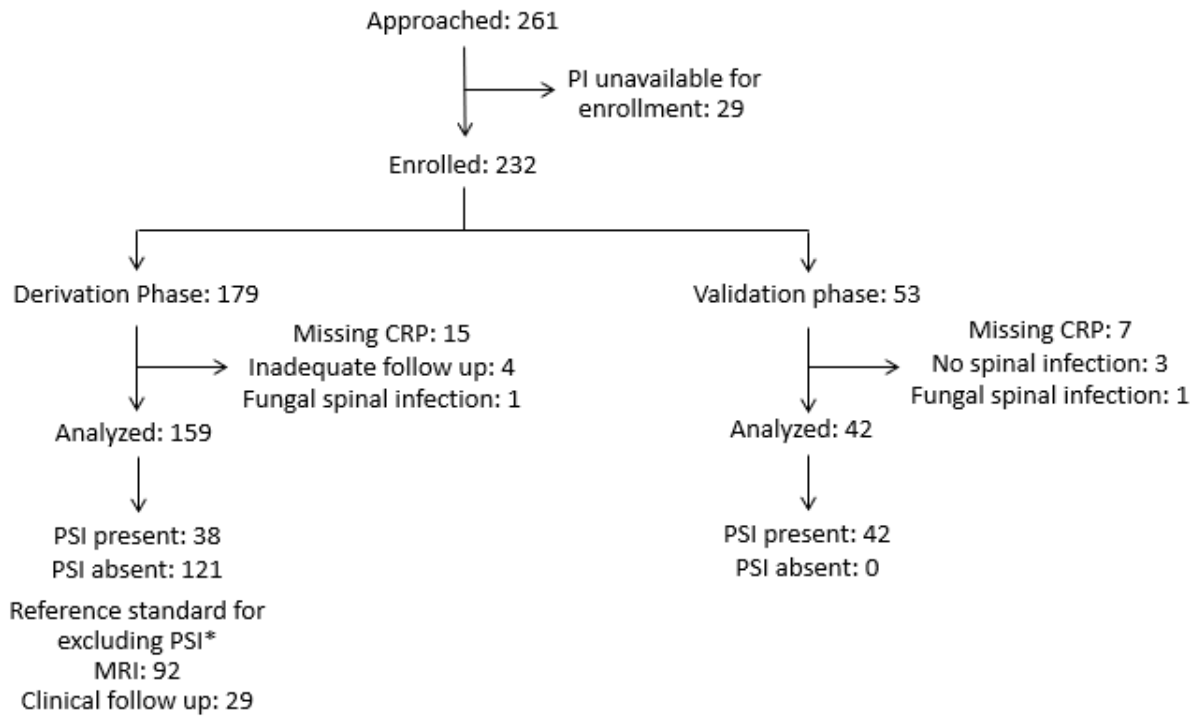 Approached: 261
PI unavailable for
enrollment: 29
Enrolled: 232
Derivation Phase: 179
Missing CRP: 15
Inadequate follow up: 4
Fungal spinal infection: 1
Analyzed: 159
PSI present: 38
PSI absent: 121
Reference standard for
excluding PSI*
MRI: 92
Clinical follow up: 29
Validation phase: 53
Missing CRP: 7
No spinal infection: 3
Fungal spinal infection: 1
Analyzed: 42
PSI present: 42
PSI absent: 0